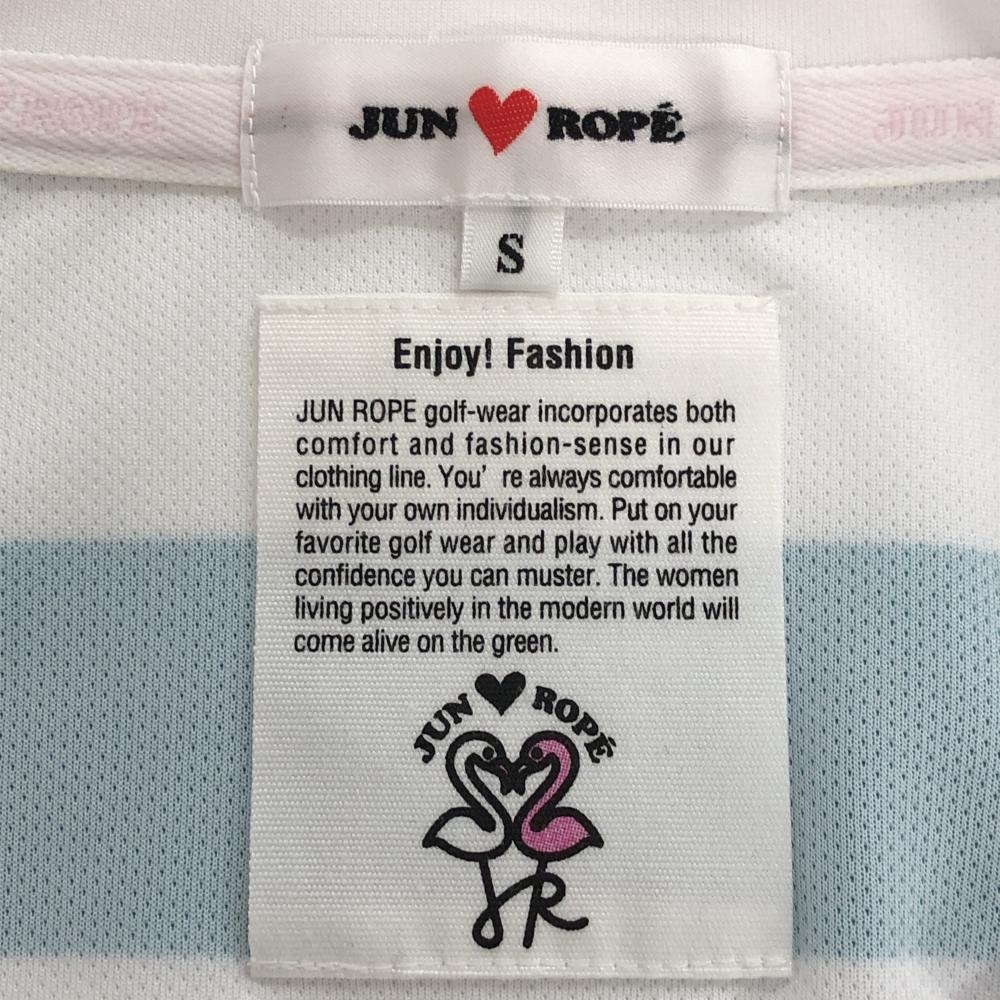 JUN ROPÉ
S
Enjoy! Fashion
JUN ROPE golf-wear incorporates both
comfort and fashion-sense in our
clothing line. You' re always comfortable
with your own individualism. Put on your
favorite golf wear and play with all the
confidence you can muster. The women
living positively in the modern world will
come alive on the green.
JUN ROPÉ
JR